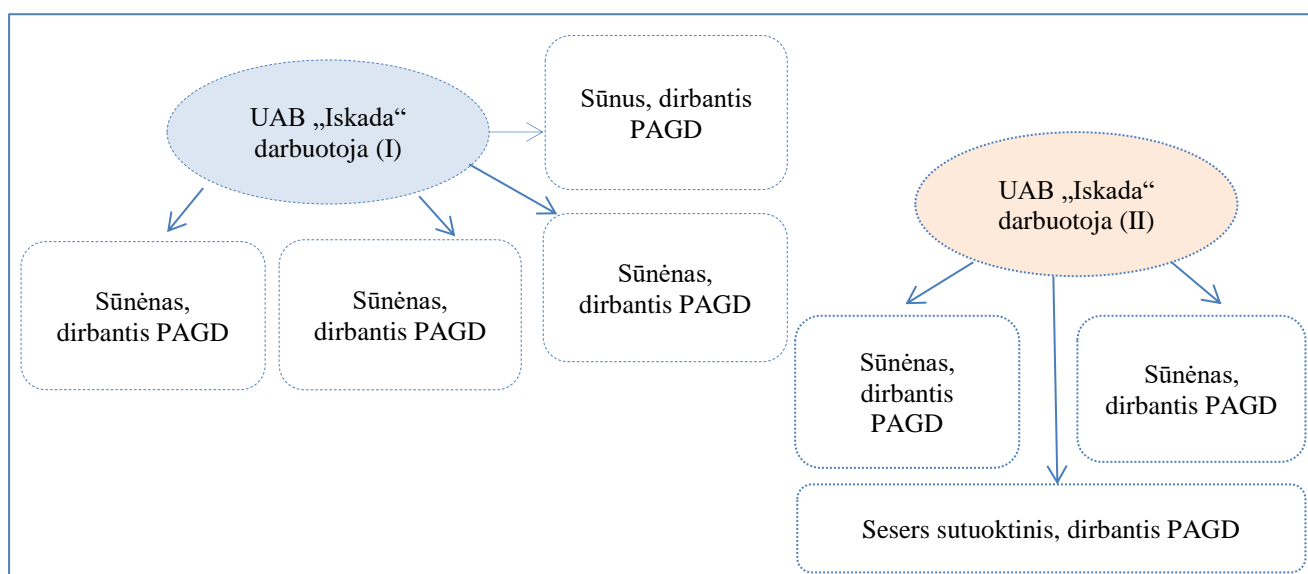 UAB „Iskada“
darbuotoja (I)
Sūnus, dirbantis
PAGD
Sūnėnas,
dirbantis PAGD
Sūnėnas,
dirbantis PAGD
Sūnėnas,
dirbantis PAGD
UAB „Iskada“
darbuotoja (II)
Sūnėnas,
dirbantis
PAGD
Sūnėnas,
dirbantis PAGD
Sesers sutuoktinis, dirbantis PAGD